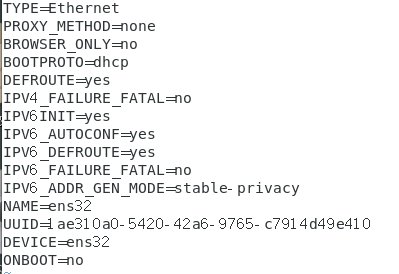 TYPE=Ethernet
PROXY_METHOD=none
BROWSER_ONLY=no
BOOTPROTO=dhcp
DEFROUTE=yes
IPV4_FAILURE_FATAL=no
IPV6INIT=yes
IPV6_AUTOCONF=yes
IPV6_DEFROUTE=yes
IPV6_FAILURE_FATAL=no
IPV6_ADDR_GEN_MODE=stable-privacy
NAME=ens32
UUID=1ae310a0-5420-42a6-9765-c7914d49e410
DEVICE=ens32
ONBOOT=no
~